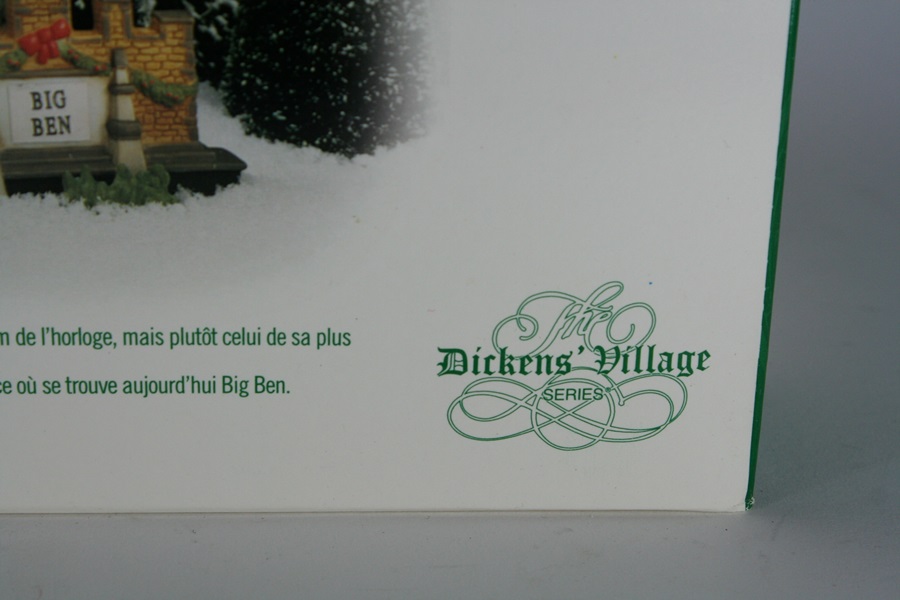 BIG
BEN
de l'horloge, mais plutôt celui de sa plus
où se trouve aujourd'hui Big Ben.
The
Dickens' Village
SERIES®